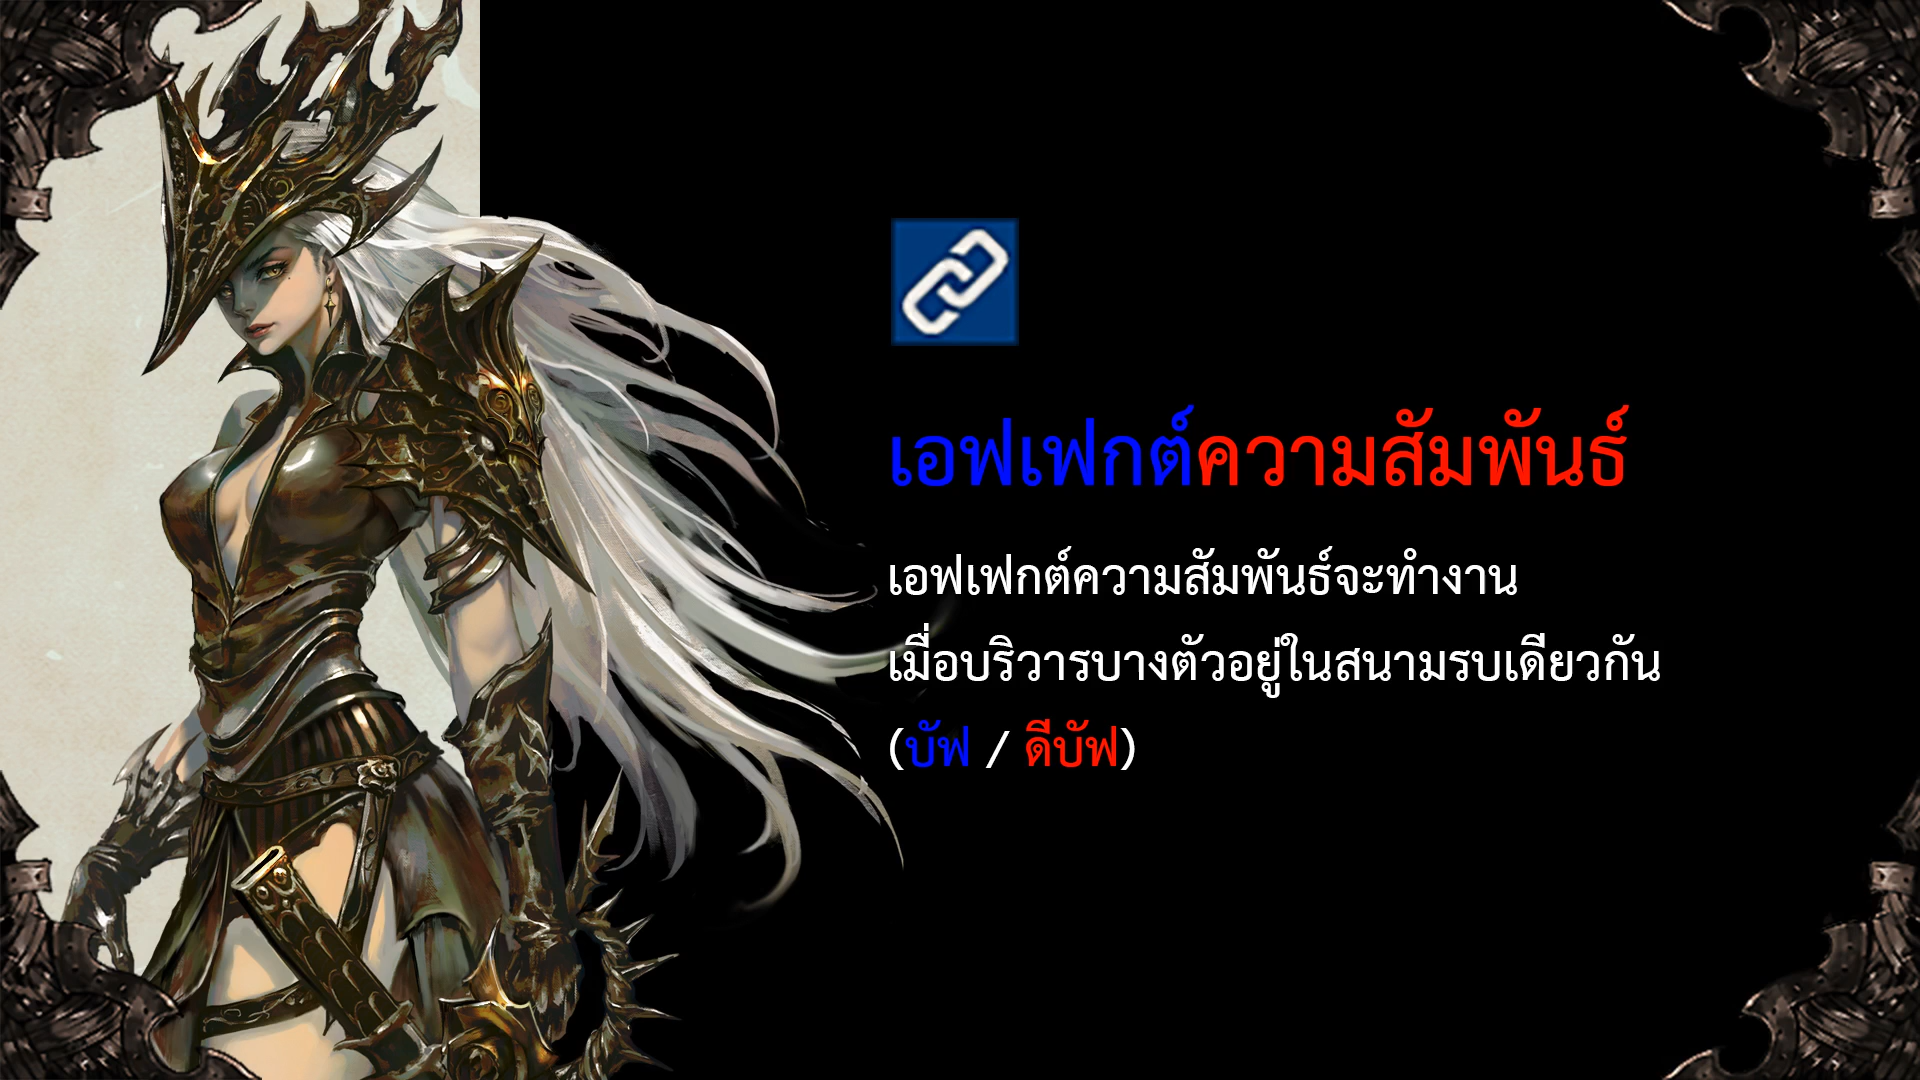 เอฟเฟกต์ความสัมพันธ์
เอฟเฟกต์ความสัมพันธ์จะทำงาน
เมื่อบริวารบางตัวอยู่ในสนามรบเดียวกัน
(บัฟ / ดีบัฟ)